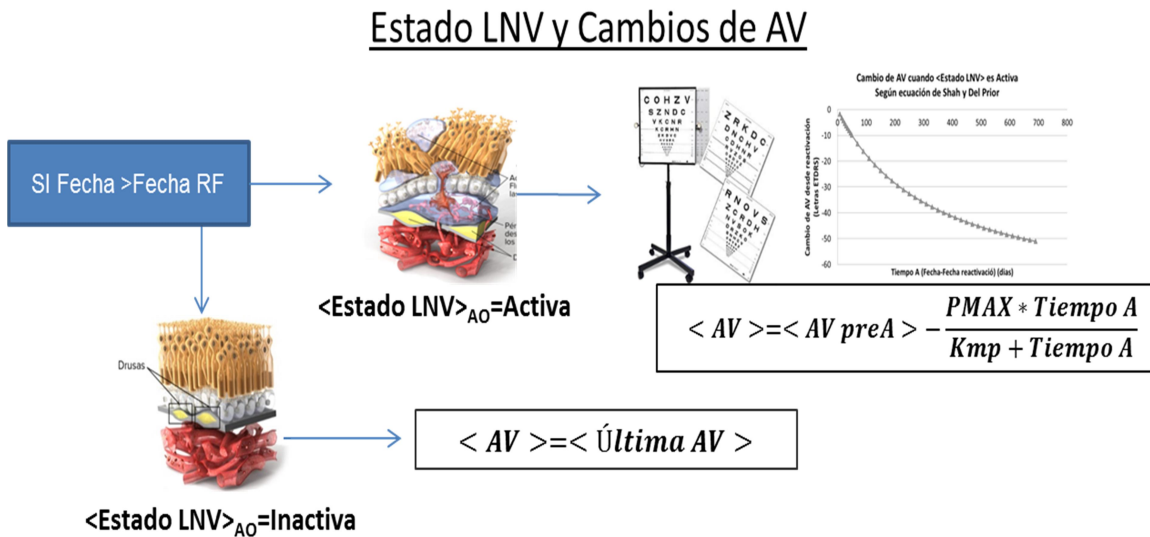 Estado LNV y Cambios de AV
SI Fecha >Fecha RF
<Estado LNV>AO=Activa
C O H Z V
S Z N D C
V K C N R
K C R H N
Z R K D C
D N C H V
C D H N R
R N O V S
Z C R D H
N V S O K
Cambio de AV cuando <Estado LNV> es Activa
Según ecuación de Shah y Del Prior
Cambio de AV desde reactivación
(Letras ETDRS)
0
-10
-20
-30
-40
-50
-60
0 100 200 300 400 500 600 700 800
Tiempo A (Fecha-Fecha reactivació) (dias)
< AV >=< AV preA > − PMAX ∗ Tiempo A / Kmp + Tiempo A
Drusas
<Estado LNV>AO=Inactiva
< AV >=< Última AV >